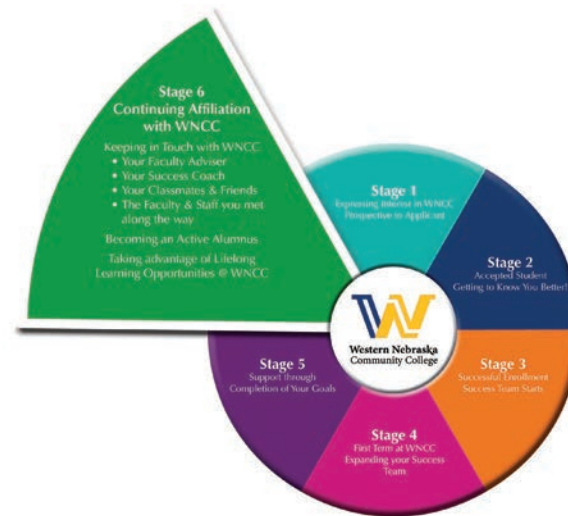 Stage 6
Continuing Affiliation
with WNCC
Keeping in Touch with WNCC
• Your Faculty Adviser
• Your Success Coach
• Your Classmates & Friends
• The Faculty & Staff you met
along the way
Becoming an Active Alumnus
Taking advantage of Lifelong
Learning Opportunities @ WNCC
Stage 1
Expressing Interest in WNCC
Prospective to Applicant
Stage 2
Accepted Student
Getting to Know You Better!
Stage 3
Successful Enrollment
Success Team Starts
Stage 4
First Term at WNCC
Expanding your Success
Team
Stage 5
Support through
Completion of Your Goals
W
Western Nebraska
Community College